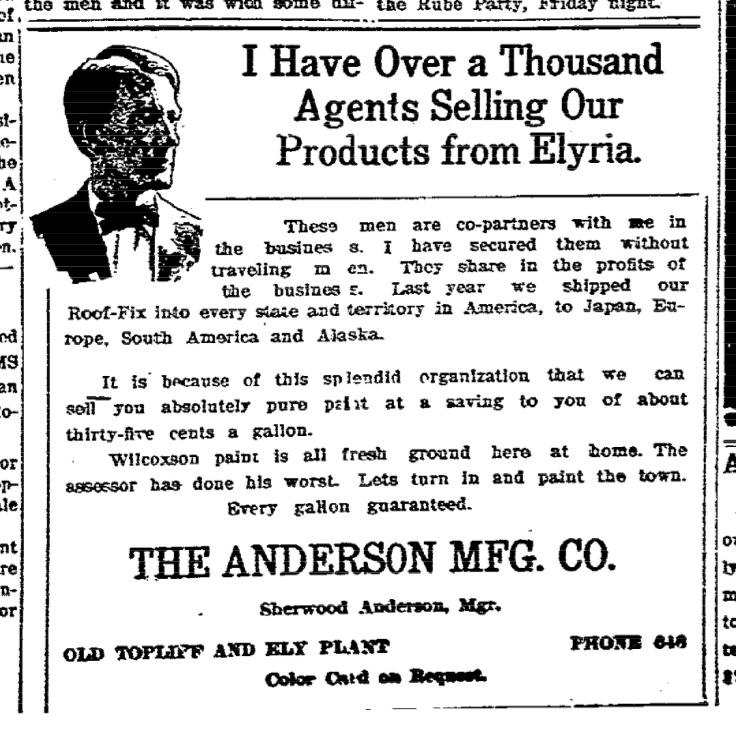 the men and it was with some dif-
the Rube Party, Friday night.
I Have Over a Thousand
Agents Selling Our
Products from Elyria.
These men are co-partners with me in
the busines s. I have secured them without
traveling m en. They share in the profits of
the busines s. Last year we shipped our
Roof-Fix into every state and territory in America, to Japan, Eu-
rope, South America and Alaska.
It is because of this splendid organization that we can
sell you absolutely pure paint at a saving to you of about
thirty-five cents a gallon.
Wilcoxson paint is all fresh ground here at home. The
assessor has done his worst. Lets turn in and paint the town.
Every gallon guaranteed.
THE ANDERSON MFG. CO.
Sherwood Anderson, Mgr.
OLD TOPLIFF AND ELY PLANT
PHONE
Color Card on Request.